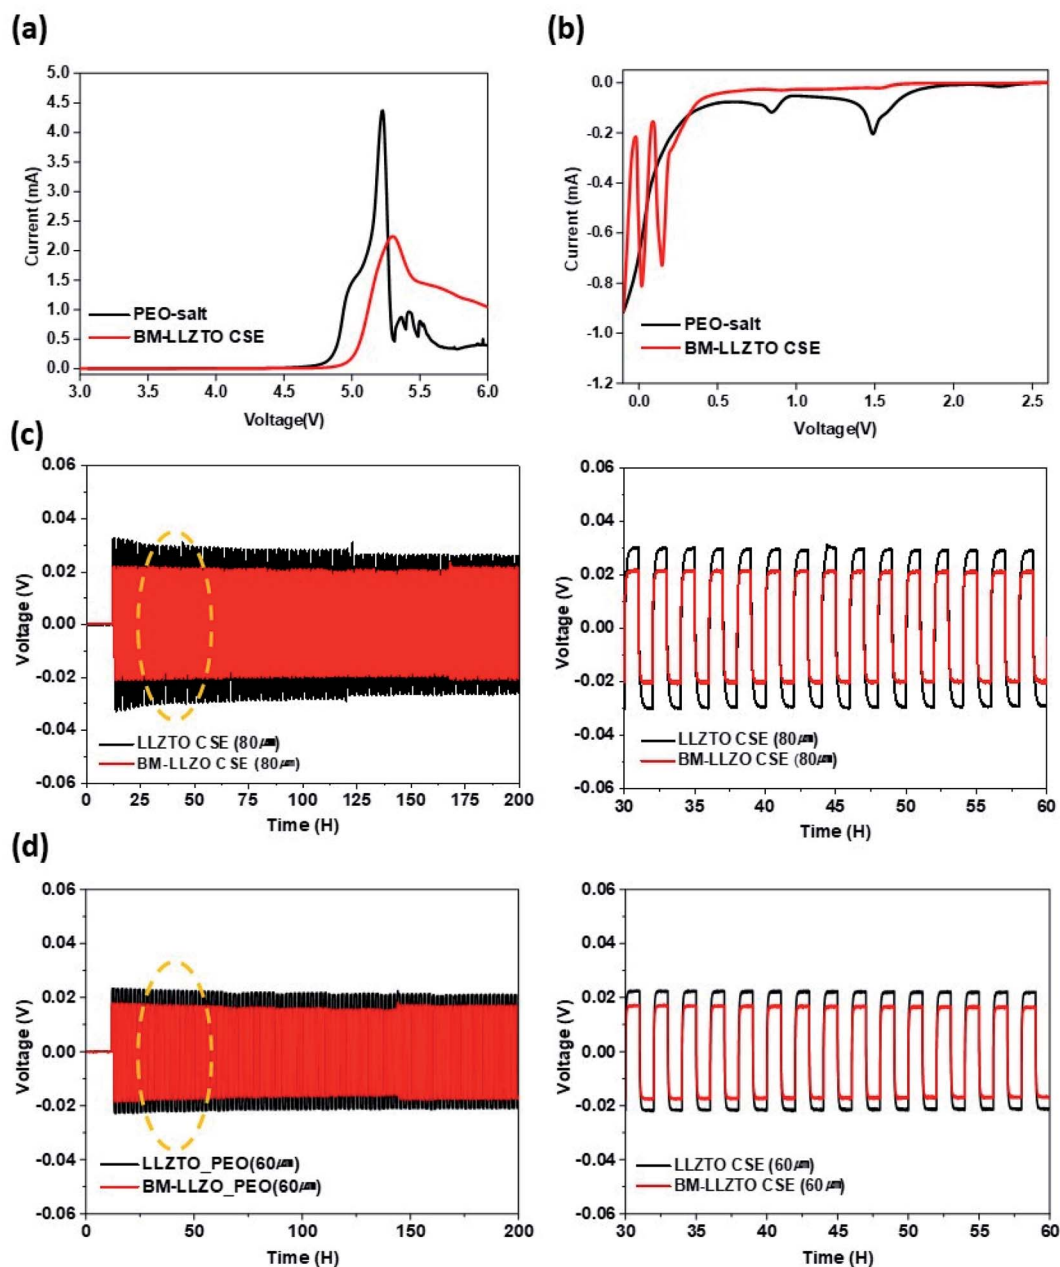 (a)
(b)
5.0
4.5
4.0
3.5
3.0
2.5
2.0
1.5
1.0
0.5
0.0
Current (mA)
PEO-salt
BM-LLZTO CSE
3.0 3.5 4.0 4.5 5.0 5.5 6.0
Voltage(V)
0.0
-0.2
-0.4
-0.6
-0.8
-1.0
-1.2
Current (mA)
PEO-salt
BM-LLZTO CSE
0.0 0.5 1.0 1.5 2.0 2.5
Voltage(V)
(c)
0.06
0.04
0.02
0.00
-0.02
-0.04
-0.06
Voltage (V)
LLZTO CSE (80㎛)
BM-LLZO CSE (80㎛)
0 25 50 75 100 125 150 175 200
Time (H)
0.06
0.04
0.02
0.00
-0.02
-0.04
-0.06
Voltage (V)
LLZTO CSE (80㎛)
BM-LLZO CSE (80㎛)
30 35 40 45 50 55 60
Time (H)
(d)
0.06
0.04
0.02
0.00
-0.02
-0.04
-0.06
Voltage (V)
LLZTO_PEO(60㎛)
BM-LLZO_PEO(60㎛)
0 25 50 75 100 125 150 175 200
Time (H)
0.06
0.04
0.02
0.00
-0.02
-0.04
-0.06
Voltage (V)
LLZTO CSE (60㎛)
BM-LLZTO CSE (60㎛)
30 35 40 45 50 55 60
Time (H)